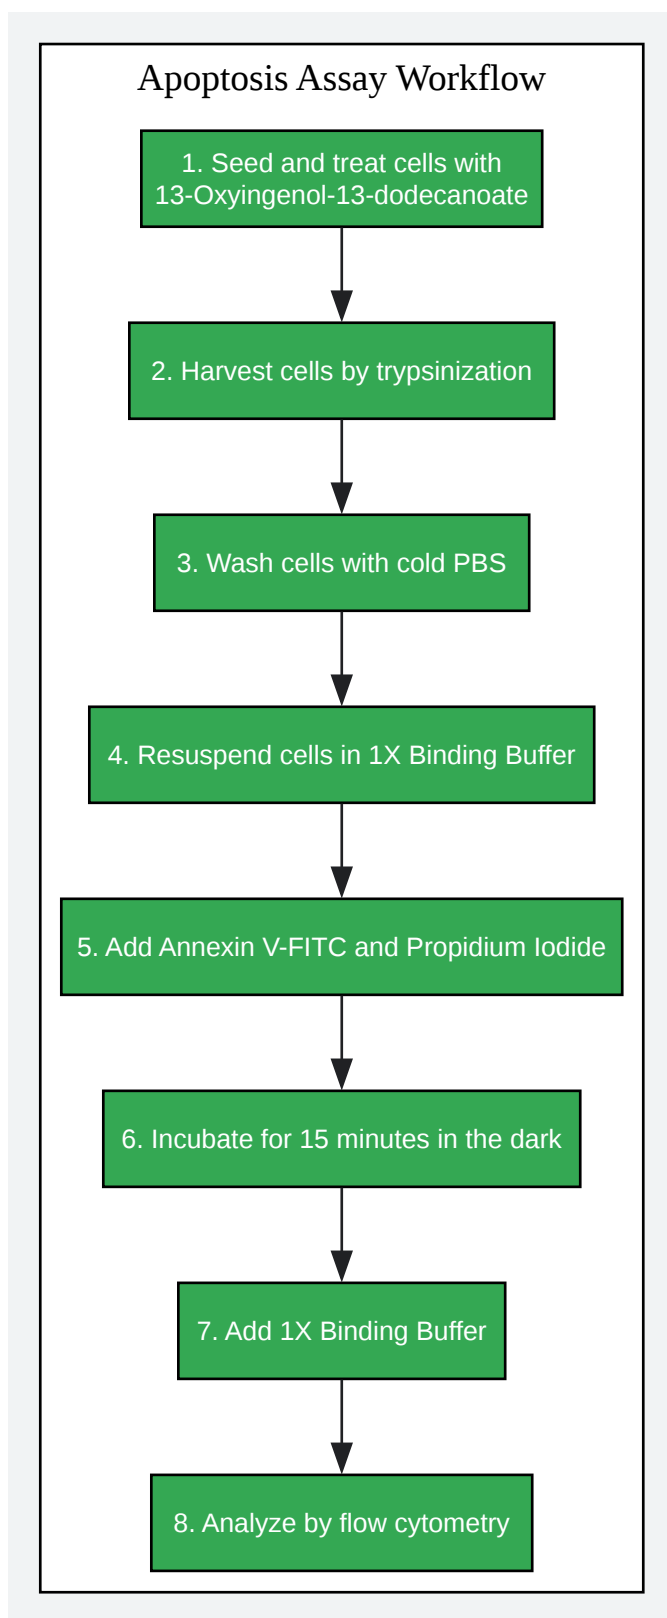 Apoptosis Assay Workflow
1. Seed and treat cells with
13-Oxyingenol-13-dodecanoate
2. Harvest cells by trypsinization
3. Wash cells with cold PBS
4. Resuspend cells in 1X Binding Buffer
5. Add Annexin V-FITC and Propidium Iodide
6. Incubate for 15 minutes in the dark
7. Add 1X Binding Buffer
8. Analyze by flow cytometry